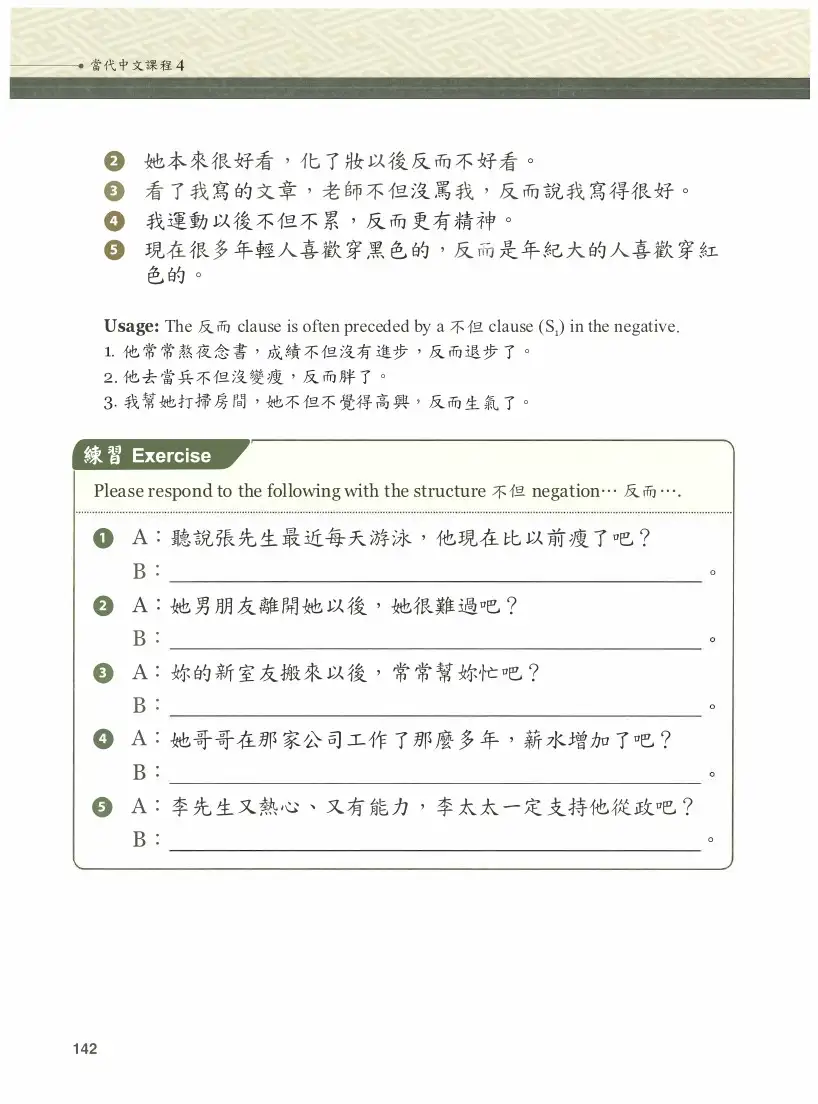 當代中文課程 4
2 她本來很好看，化了妝以後反而不好看。
3 看了我寫的文章，老師不但沒罵我，反而說我寫得很好。
4 我運動以後不但不累，反而更有精神。
5 現在很多年輕人喜歡穿黑色的，反而是年紀大的人喜歡穿紅
色的。
Usage: The 反而 clause is often preceded by a 不但 clause (S₁) in the negative.
1. 他常常熬夜念書，成績不但沒有進步，反而退步了。
2. 他去當兵不但沒變瘦，反而胖了。
3. 我幫她打掃房間，她不但不覺得高興，反而生氣了。
練習 Exercise
Please respond to the following with the structure 不但 negation… 反而….
1 A：聽說張先生最近每天游泳，他現在比以前瘦了吧？
B：。
2 A：她男朋友離開她以後，她很難過吧？
B：。
3 A：妳的新室友搬來以後，常常幫妳忙吧？
B：。
4 A：她哥哥在那家公司工作了那麼多年，薪水增加了吧？
B：。
5 A：李先生又熱心、又有能力，李太太一定支持他從政吧？
B：。
142